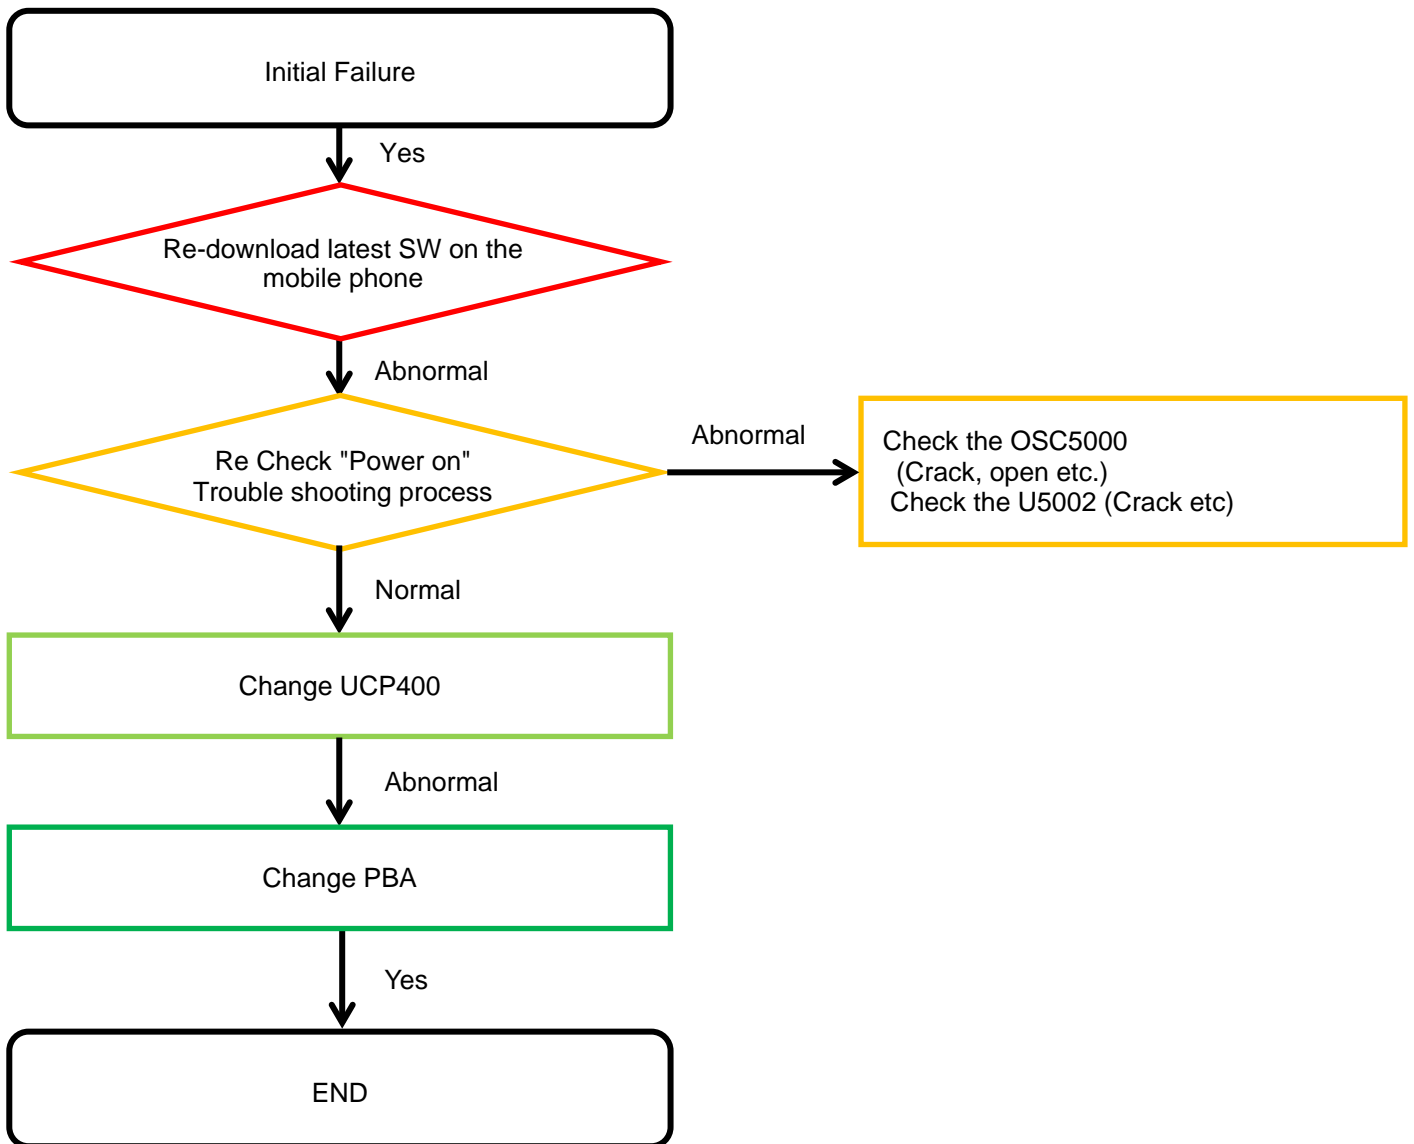 Initial Failure
Yes
Re-download latest SW on the
mobile phone
Abnormal
Re Check "Power on"
Trouble shooting process
Abnormal
Check the OSC5000
(Crack, open etc.)
Check the U5002 (Crack etc)
Normal
Change UCP400
Abnormal
Change PBA
Yes
END